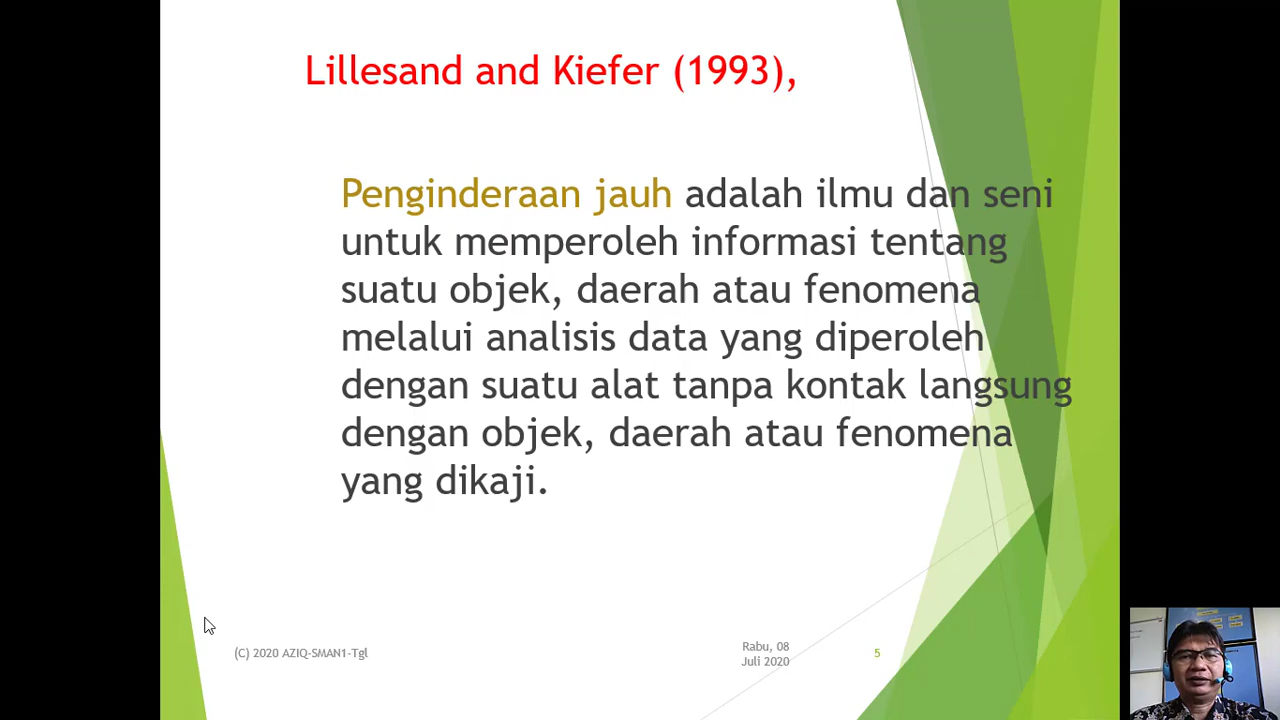 Lillesand and Kiefer (1993),
Penginderaan jauh adalah ilmu dan seni
untuk memperoleh informasi tentang
suatu objek, daerah atau fenomena
melalui analisis data yang diperoleh
dengan suatu alat tanpa kontak langsung
dengan objek, daerah atau fenomena
yang dikaji.
(C) 2020 AZIQ-SMAN1-Tgl
Rabu, 08
Juli 2020
5